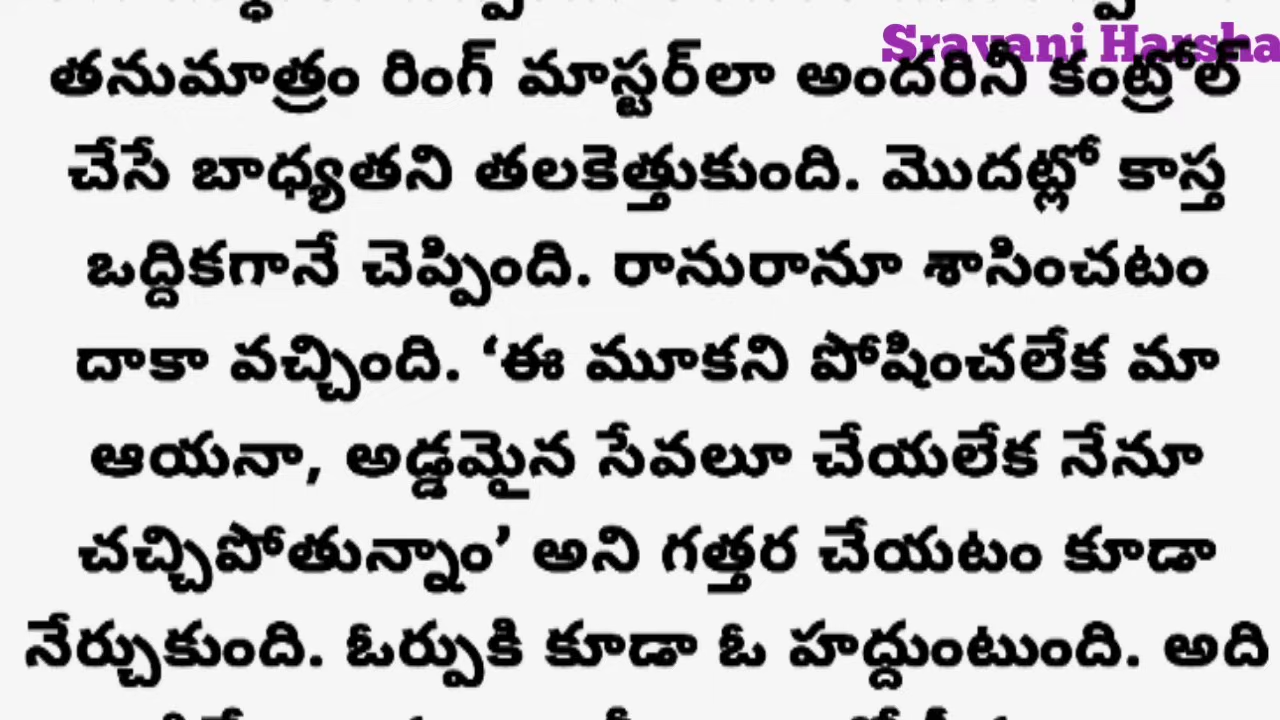 Sravani Harsha
తనుమాత్రం రింగ్ మాస్టర్‌లా అందరినీ కంట్రోల్
చేసే బాధ్యతని తలకెత్తుకుంది. మొదట్లో కాస్త
ఒద్దికగానే చెప్పింది. రానురానూ శాసించటం
దాకా వచ్చింది. ‘ఈ మూకని పోషించలేక మా
ఆయనా, అడ్డమైన సేవలూ చేయలేక నేనూ
చచ్చిపోతున్నాం’ అని గత్తర చేయటం కూడా
నేర్చుకుంది. ఓర్పుకి కూడా ఓ హద్దుంటుంది. అది